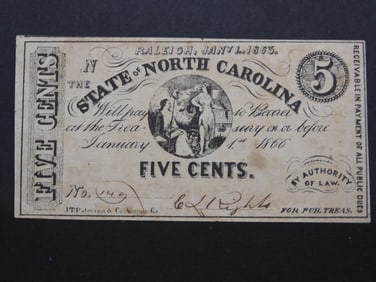 RALEIGH, JANY 1. 1863.
N
THE
STATE OF NORTH CAROLINA
5
Will pay to Bearer
at the Treasury on or before
January 1st 1866
FIVE CENTS.
FIVE CENTS
BY AUTHORITY
OF LAW.
No.
FOR PUB. TREAS.
RECEIVABLE IN PAYMENT OF ALL PUBLIC DUES